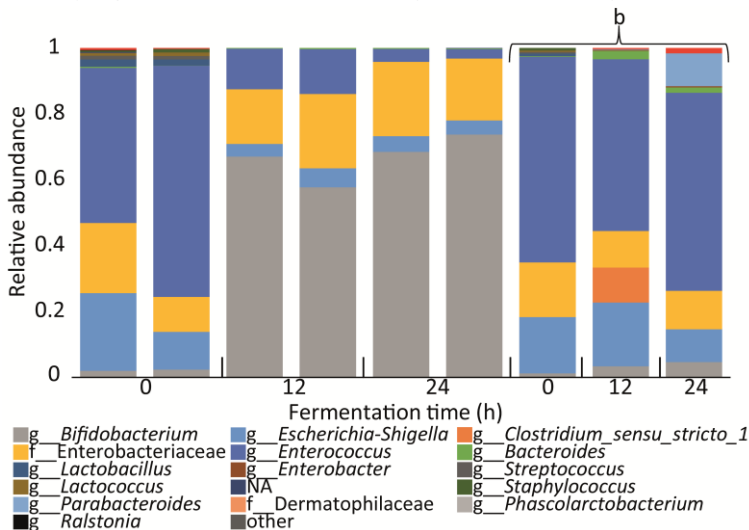 b
1
0.8
0.6
0.4
0.2
0
Relative abundance
0 12 24 0 12 24
Fermentation time (h)
g__Bifidobacterium g__Escherichia-Shigella g__Clostridium_sensu_stricto_1
f__Enterobacteriaceae g__Enterococcus g__Bacteroides
g__Lactobacillus g__Enterobacter g__Streptococcus
g__Lactococcus NA g__Staphylococcus
g__Parabacteroides f__Dermatophilaceae g__Phascolarctobacterium
g__Ralstonia other